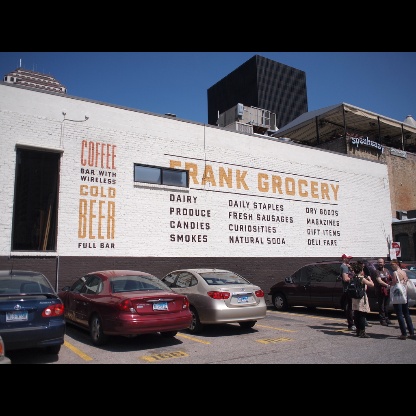 COFFEE
BAR WITH
WIRELESS
COLD
BEER
FULL BAR
FRANK GROCERY
DAIRY
PRODUCE
CANDIES
SMOKES
DAILY STAPLES
FRESH SAUSAGES
CURIOSITIES
NATURAL SODA
DRY GOODS
MAGAZINES
GIFT ITEMS
DELI FARE
speakeasy